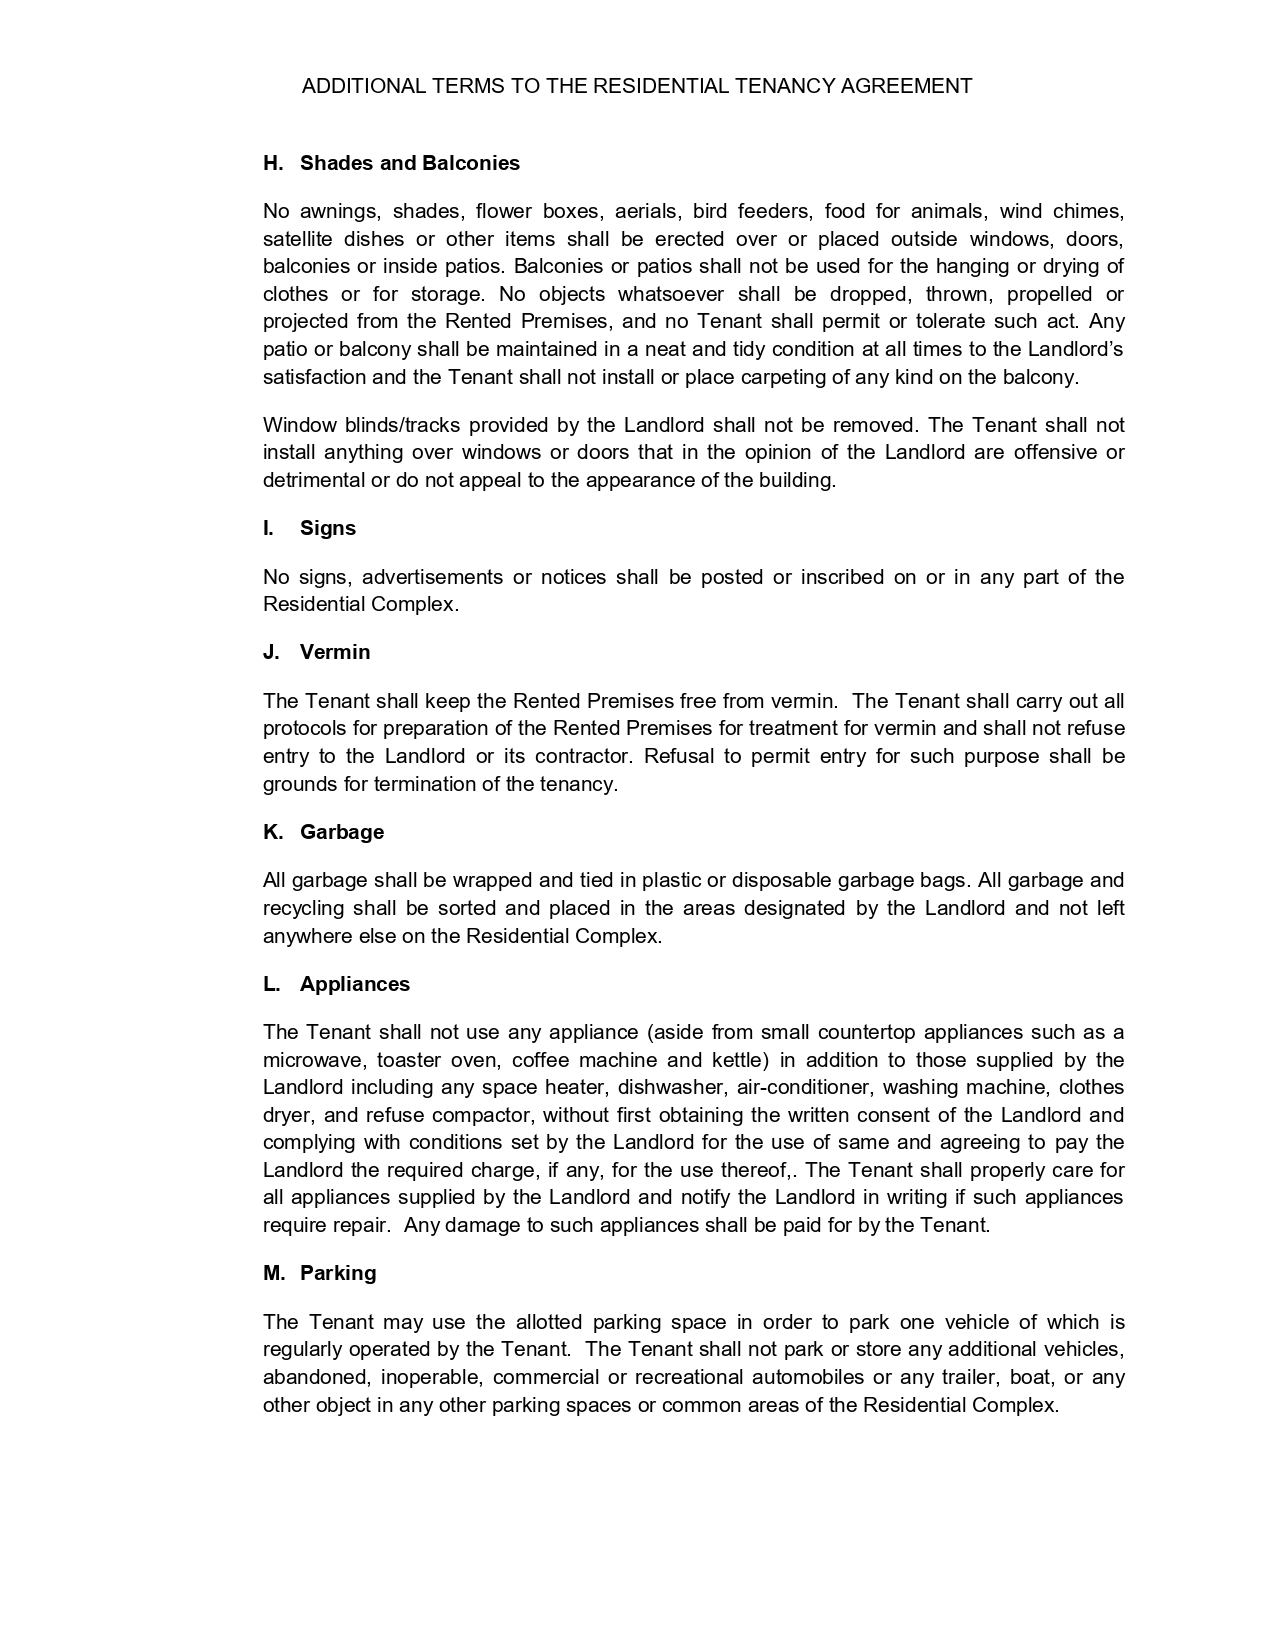 ADDITIONAL TERMS TO THE RESIDENTIAL TENANCY AGREEMENT
H. Shades and Balconies
No awnings, shades, flower boxes, aerials, bird feeders, food for animals, wind chimes,
satellite dishes or other items shall be erected over or placed outside windows, doors,
balconies or inside patios. Balconies or patios shall not be used for the hanging or drying of
clothes or for storage. No objects whatsoever shall be dropped, thrown, propelled or
projected from the Rented Premises, and no Tenant shall permit or tolerate such act. Any
patio or balcony shall be maintained in a neat and tidy condition at all times to the Landlord’s
satisfaction and the Tenant shall not install or place carpeting of any kind on the balcony.
Window blinds/tracks provided by the Landlord shall not be removed. The Tenant shall not
install anything over windows or doors that in the opinion of the Landlord are offensive or
detrimental or do not appeal to the appearance of the building.
I. Signs
No signs, advertisements or notices shall be posted or inscribed on or in any part of the
Residential Complex.
J. Vermin
The Tenant shall keep the Rented Premises free from vermin. The Tenant shall carry out all
protocols for preparation of the Rented Premises for treatment for vermin and shall not refuse
entry to the Landlord or its contractor. Refusal to permit entry for such purpose shall be
grounds for termination of the tenancy.
K. Garbage
All garbage shall be wrapped and tied in plastic or disposable garbage bags. All garbage and
recycling shall be sorted and placed in the areas designated by the Landlord and not left
anywhere else on the Residential Complex.
L. Appliances
The Tenant shall not use any appliance (aside from small countertop appliances such as a
microwave, toaster oven, coffee machine and kettle) in addition to those supplied by the
Landlord including any space heater, dishwasher, air-conditioner, washing machine, clothes
dryer, and refuse compactor, without first obtaining the written consent of the Landlord and
complying with conditions set by the Landlord for the use of same and agreeing to pay the
Landlord the required charge, if any, for the use thereof,. The Tenant shall properly care for
all appliances supplied by the Landlord and notify the Landlord in writing if such appliances
require repair. Any damage to such appliances shall be paid for by the Tenant.
M. Parking
The Tenant may use the allotted parking space in order to park one vehicle of which is
regularly operated by the Tenant. The Tenant shall not park or store any additional vehicles,
abandoned, inoperable, commercial or recreational automobiles or any trailer, boat, or any
other object in any other parking spaces or common areas of the Residential Complex.